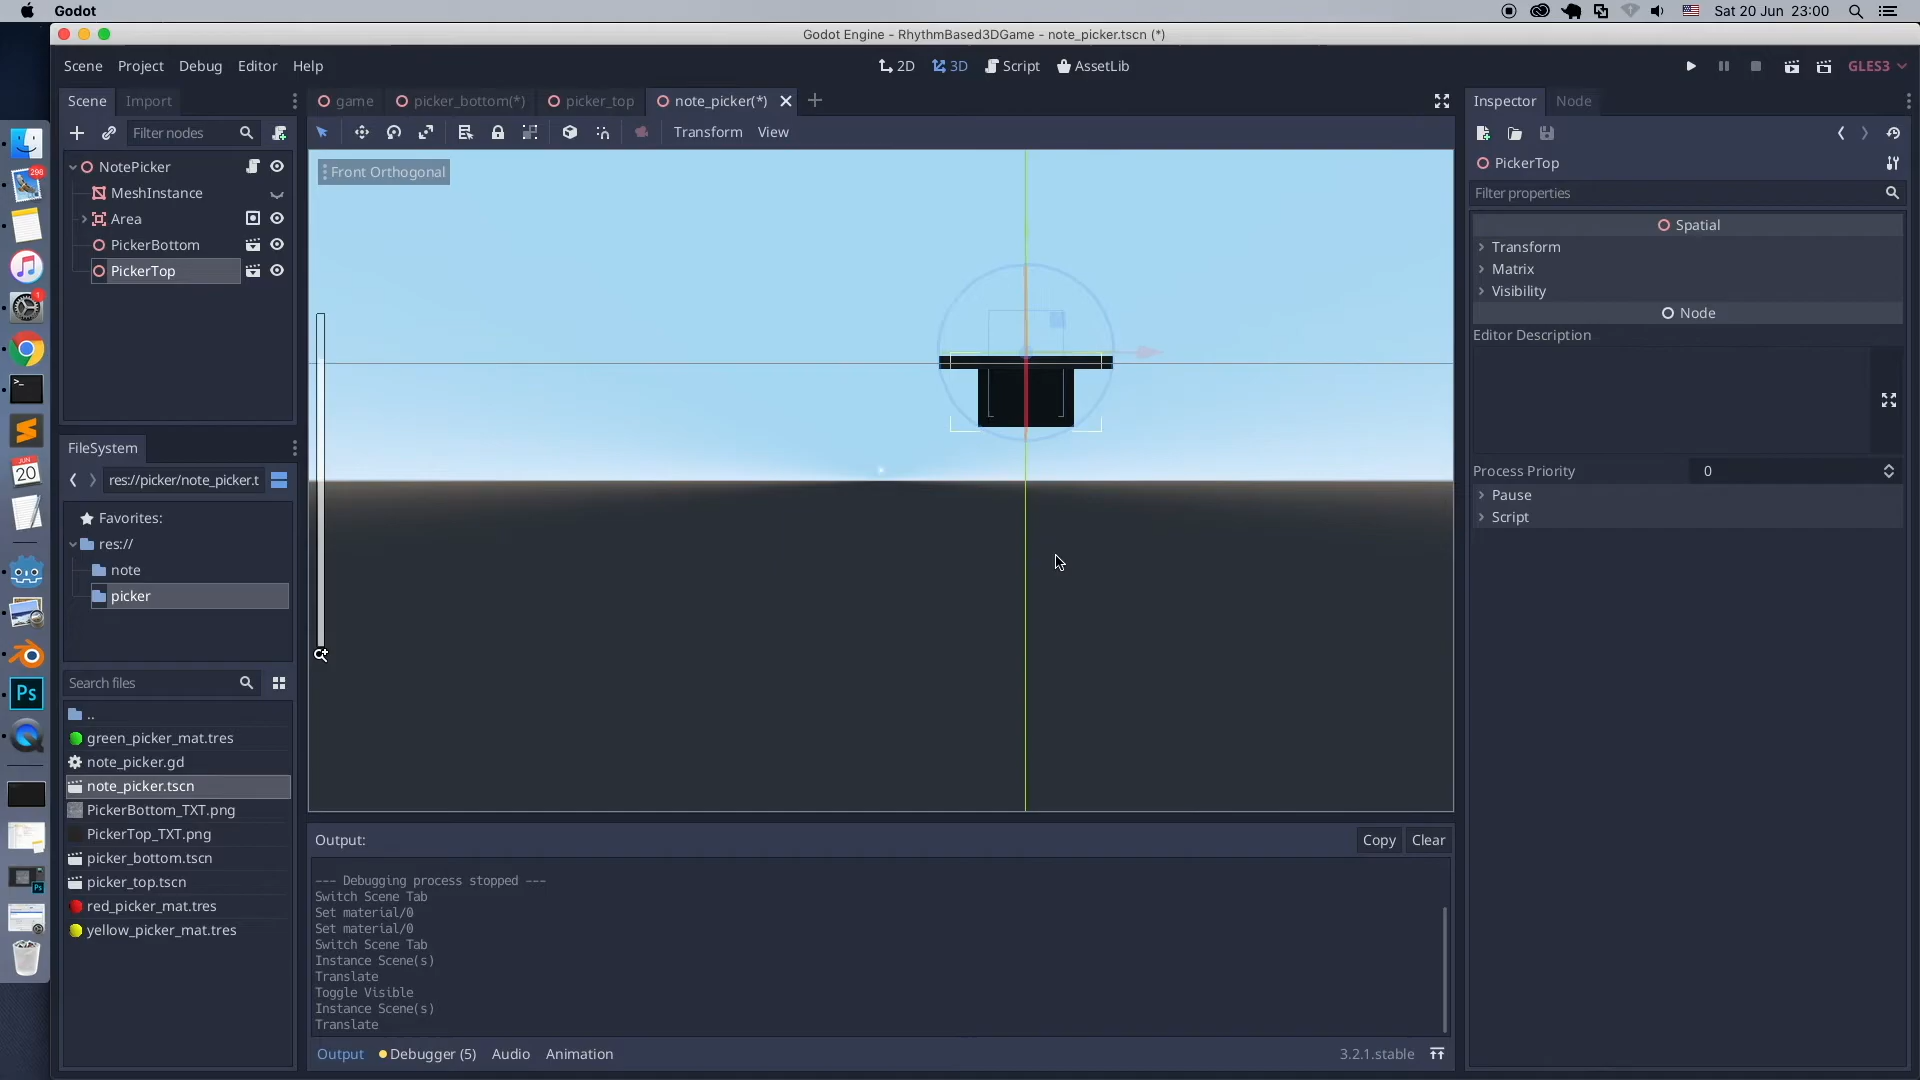 Godot
Sat 20 Jun 23:00
Godot Engine - RhythmBased3DGame - note_picker.tscn (*)
Scene Project Debug Editor Help
2D 3D Script AssetLib
GLES3
Scene Import
game picker_bottom(*) picker_top note_picker(*)
Inspector Node
Filter nodes
Transform View
NotePicker
MeshInstance
Area
PickerBottom
PickerTop
Front Orthogonal
PickerTop
Filter properties
Spatial
Transform
Matrix
Visibility
Node
Editor Description
Process Priority 0
Pause
Script
FileSystem
res://picker/note_picker.t
Favorites:
res://
note
picker
Search files
..
green_picker_mat.tres
note_picker.gd
note_picker.tscn
PickerBottom_TXT.png
PickerTop_TXT.png
picker_bottom.tscn
picker_top.tscn
red_picker_mat.tres
yellow_picker_mat.tres
Output:
Copy Clear
--- Debugging process stopped ---
Switch Scene Tab
Set material/0
Set material/0
Switch Scene Tab
Instance Scene(s)
Translate
Toggle Visible
Instance Scene(s)
Translate
Output Debugger (5) Audio Animation
3.2.1.stable
298
1
JUN
20
Ps